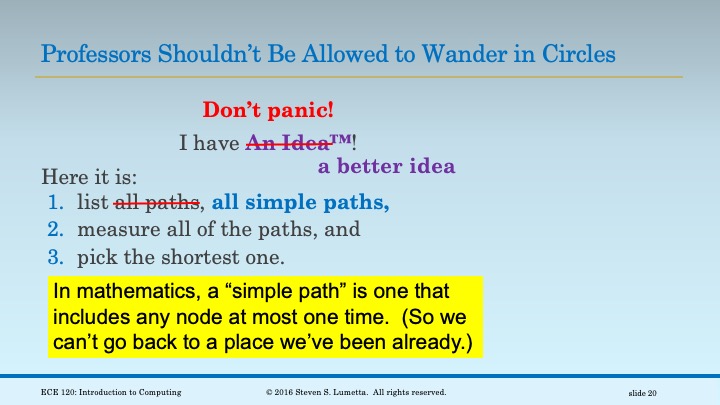 Professors Shouldn’t Be Allowed to Wander in Circles
Don’t panic!
I have An Idea™!
a better idea
Here it is:
1. list all paths, all simple paths,
2. measure all of the paths, and
3. pick the shortest one.
In mathematics, a “simple path” is one that
includes any node at most one time. (So we
can’t go back to a place we’ve been already.)
ECE 120: Introduction to Computing
© 2016 Steven S. Lumetta. All rights reserved.
slide 20